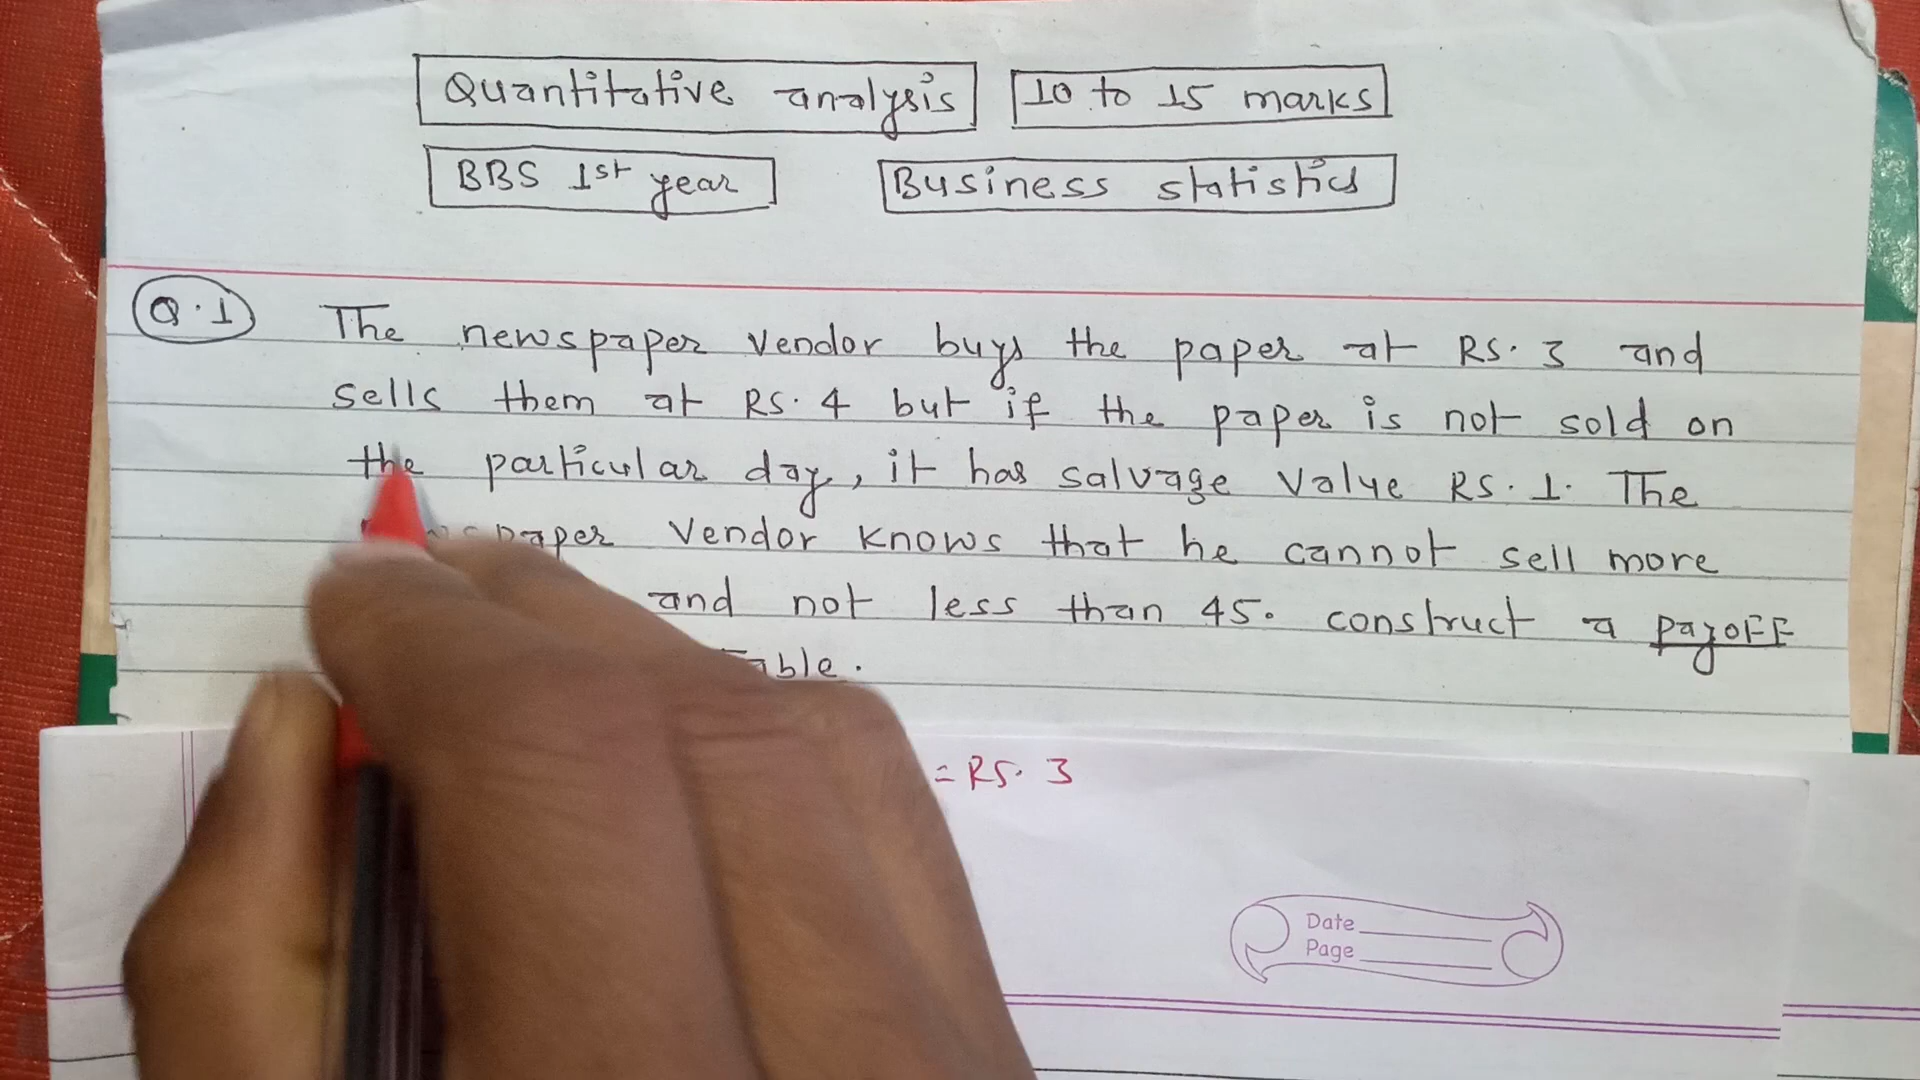 Quantitative analysis 10 to 15 marks
BBS 1st year Business statistics
Q.1 The newspaper vendor buys the paper at RS. 3 and
sells them at RS. 4 but if the paper is not sold on
the particular day, it has salvage value RS. 1. The
paper vendor knows that he cannot sell more
and not less than 45. construct a payoff
able.
= RS. 3
Date
Page